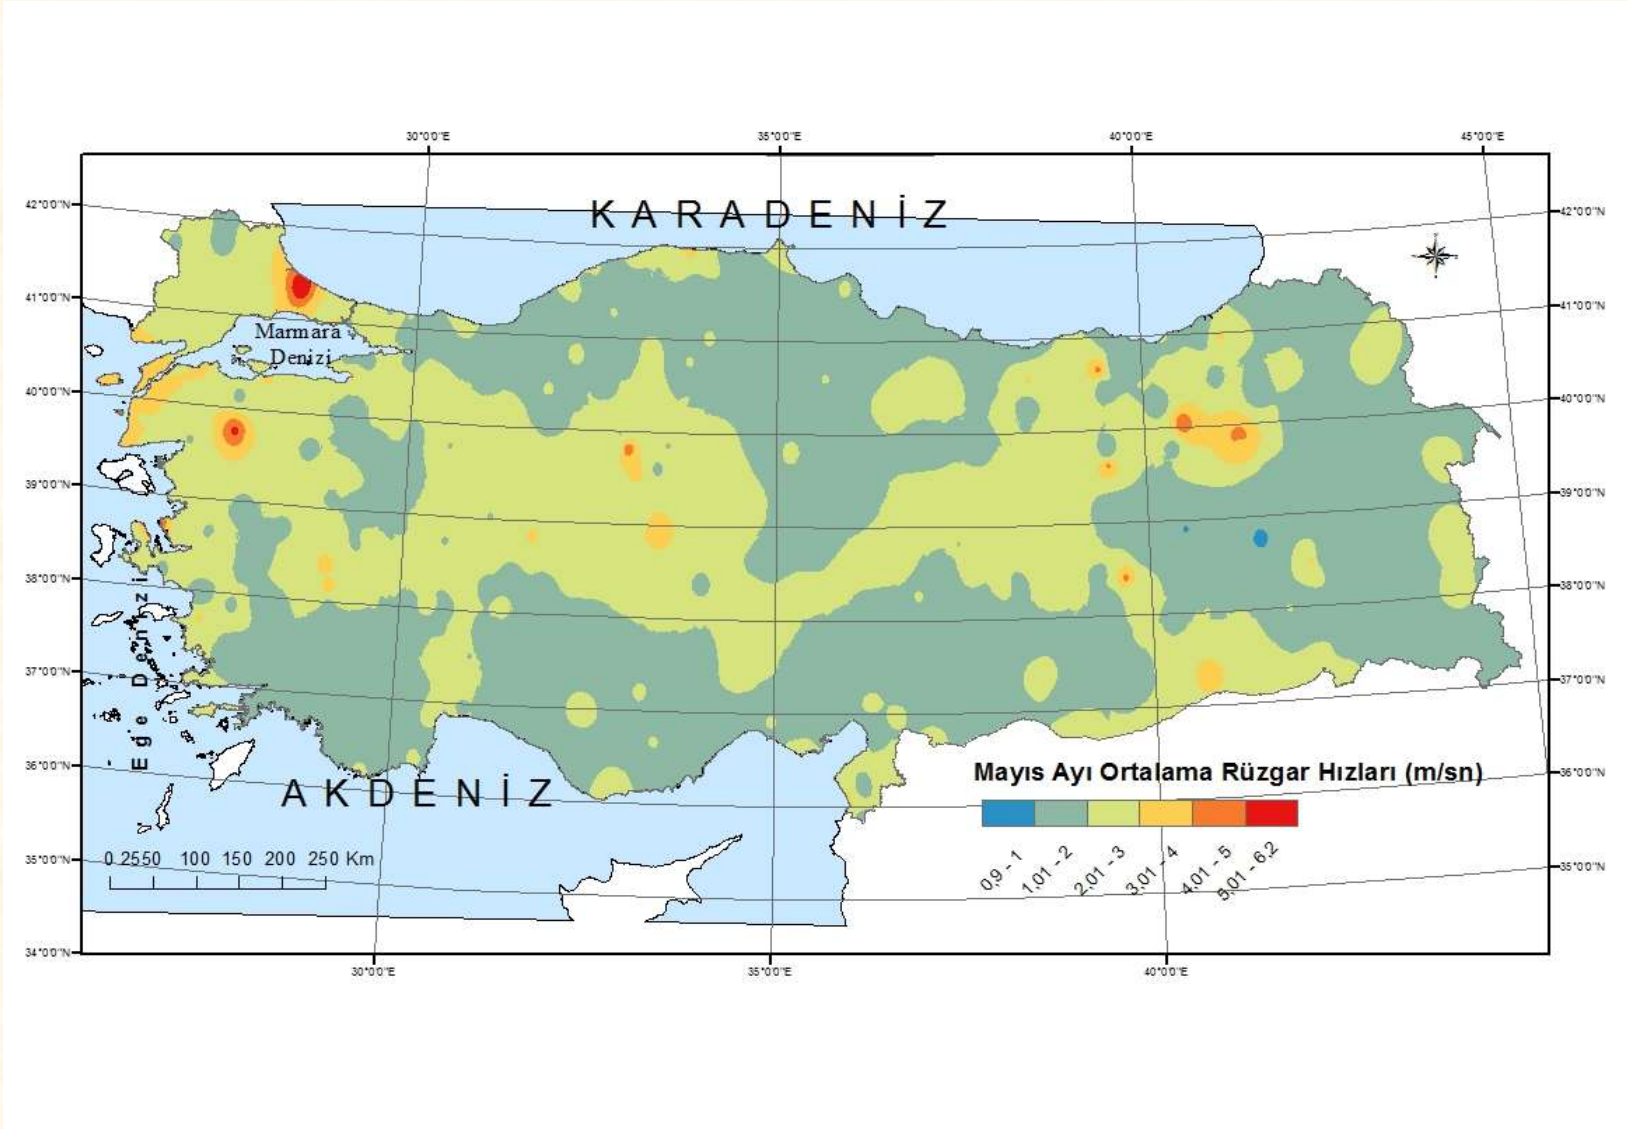 30°0'0"E 35°0'0"E 40°0'0"E 45°0'0"E
42°0'0"N
KARADENİZ
42°0'0"N
41°0'0"N
41°0'0"N
Marmara
Denizi
40°0'0"N
40°0'0"N
39°0'0"N
39°0'0"N
38°0'0"N
38°0'0"N
Ege Denizi
37°0'0"N
37°0'0"N
36°0'0"N
AKDENİZ
36°0'0"N
Mayıs Ayı Ortalama Rüzgar Hızları (m/sn)
0,9 - 1
1,01 - 2
2,01 - 3
3,01 - 4
4,01 - 5
5,01 - 6,2
35°0'0"N
0 2550 100 150 200 250 Km
35°0'0"N
34°0'0"N
30°0'0"E 35°0'0"E 40°0'0"E